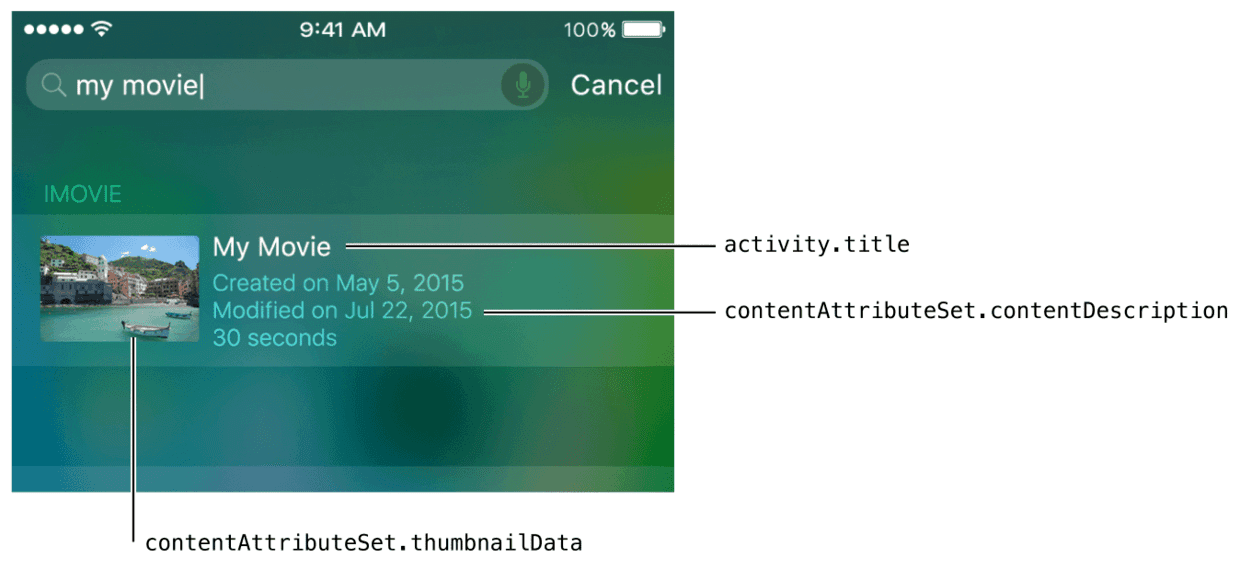 9:41 AM 100%
my movie Cancel
IMOVIE
My Movie activity.title
Created on May 5, 2015
Modified on Jul 22, 2015 contentAttributeSet.contentDescription
30 seconds
contentAttributeSet.thumbnailData